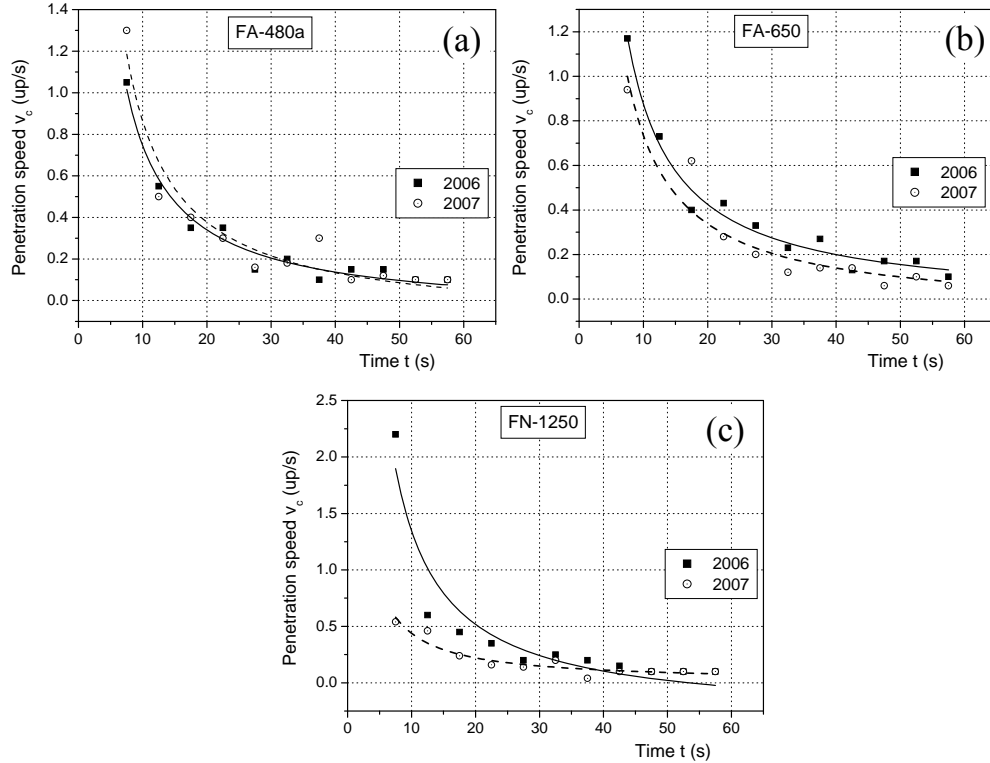 FA-480a
(a)
1.4
1.2
1.0
0.8
0.6
0.4
0.2
0.0
Penetration speed v_c (up/s)
2006
2007
0 10 20 30 40 50 60
Time t (s)
FA-650
(b)
1.2
1.0
0.8
0.6
0.4
0.2
0.0
Penetration speed v_c (up/s)
2006
2007
0 10 20 30 40 50 60
Time t (s)
FN-1250
(c)
2.5
2.0
1.5
1.0
0.5
0.0
Penetration speed v_c (up/s)
2006
2007
0 10 20 30 40 50 60
Time t (s)